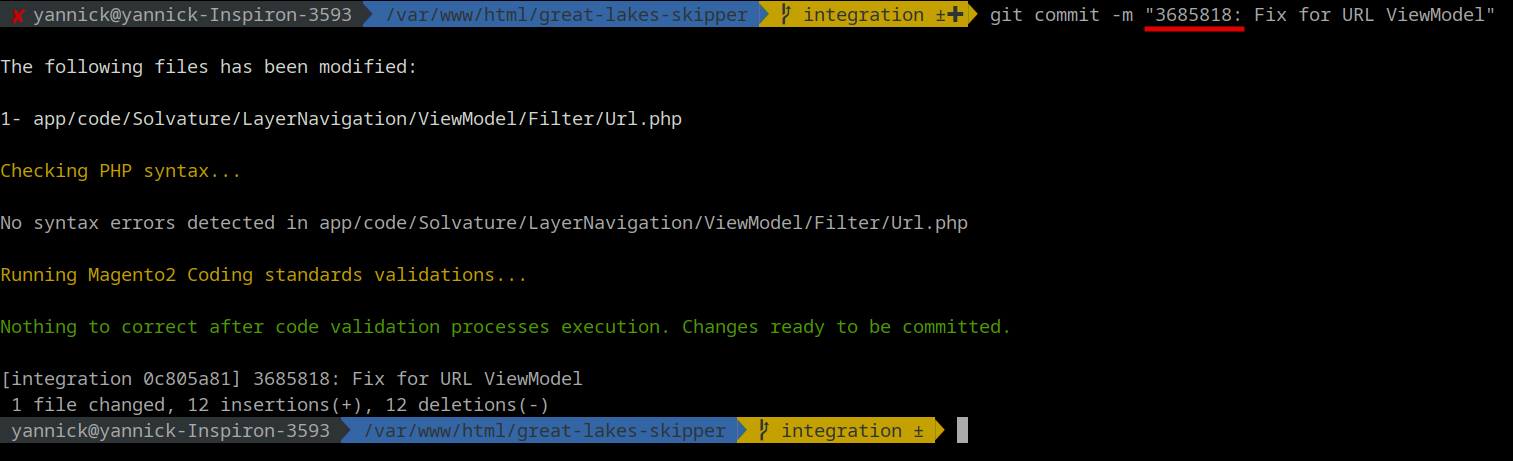 ✘ yannick@yannick-Inspiron-3593 /var/www/html/great-lakes-skipper integration ±✚ git commit -m "3685818: Fix for URL ViewModel"
The following files has been modified:
1- app/code/Solvature/LayerNavigation/ViewModel/Filter/Url.php
Checking PHP syntax...
No syntax errors detected in app/code/Solvature/LayerNavigation/ViewModel/Filter/Url.php
Running Magento2 Coding standards validations...
Nothing to correct after code validation processes execution. Changes ready to be committed.
[integration 0c805a81] 3685818: Fix for URL ViewModel
1 file changed, 12 insertions(+), 12 deletions(-)
yannick@yannick-Inspiron-3593 /var/www/html/great-lakes-skipper integration ±